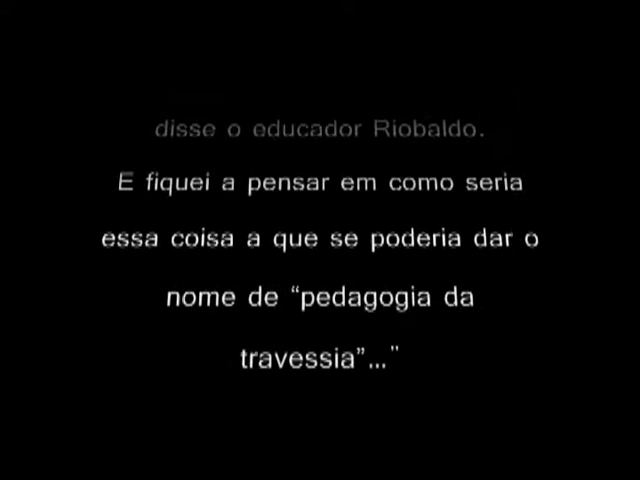 disse o educador Riobaldo.
E fiquei a pensar em como seria
essa coisa a que se poderia dar o
nome de “pedagogia da
travessia”...”